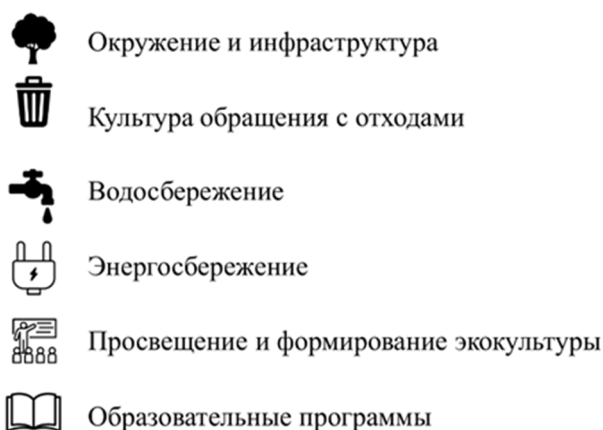 Окружение и инфраструктура
Культура обращения с отходами
Водосбережение
Энергосбережение
Просвещение и формирование экокультуры
Образовательные программы